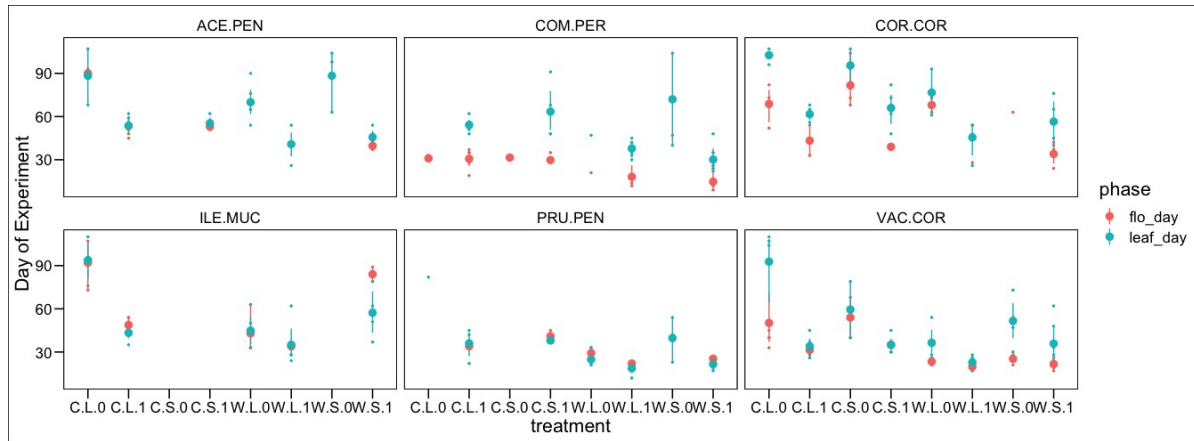 ACE.PEN COM.PER COR.COR
90
60
30
ILE.MUC PRU.PEN VAC.COR
90
60
30
Day of Experiment
C.L.0 C.L.1 C.S.0 C.S.1 W.L.0 W.L.1 W.S.0 W.S.1 C.L.0 C.L.1 C.S.0 C.S.1 W.L.0 W.L.1 W.S.0 W.S.1 C.L.0 C.L.1 C.S.0 C.S.1 W.L.0 W.L.1 W.S.0 W.S.1
treatment
phase
flo_day
leaf_day